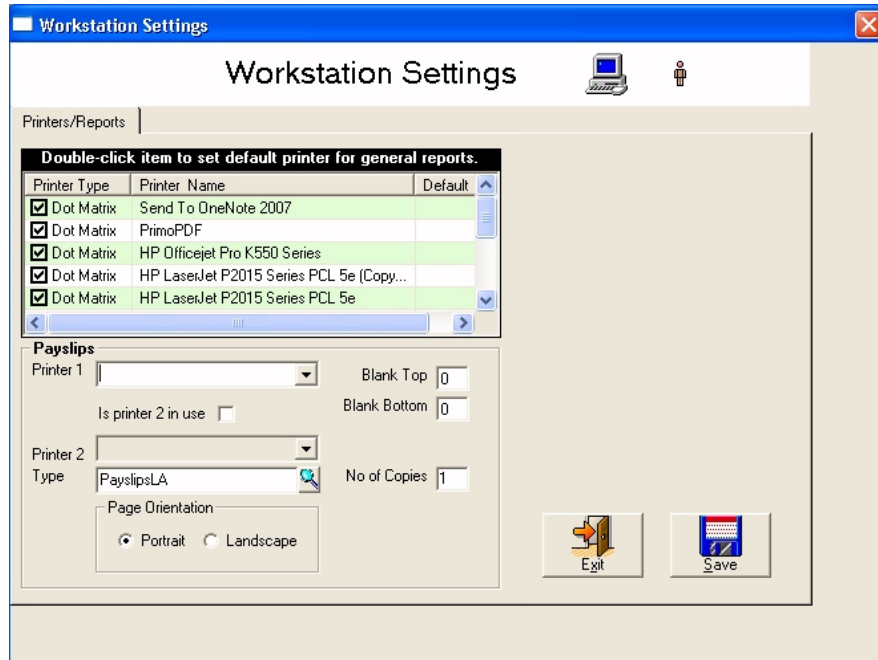 Workstation Settings
Workstation Settings
Printers/Reports
Double-click item to set default printer for general reports.
Printer Type Printer Name Default
Dot Matrix Send To OneNote 2007
Dot Matrix PrimoPDF
Dot Matrix HP Officejet Pro K550 Series
Dot Matrix HP LaserJet P2015 Series PCL 5e (Copy...
Dot Matrix HP LaserJet P2015 Series PCL 5e
Payslips
Printer 1 Blank Top 0
Is printer 2 in use Blank Bottom 0
Printer 2
Type PayslipsLA No of Copies 1
Page Orientation
Portrait Landscape
Exit Save